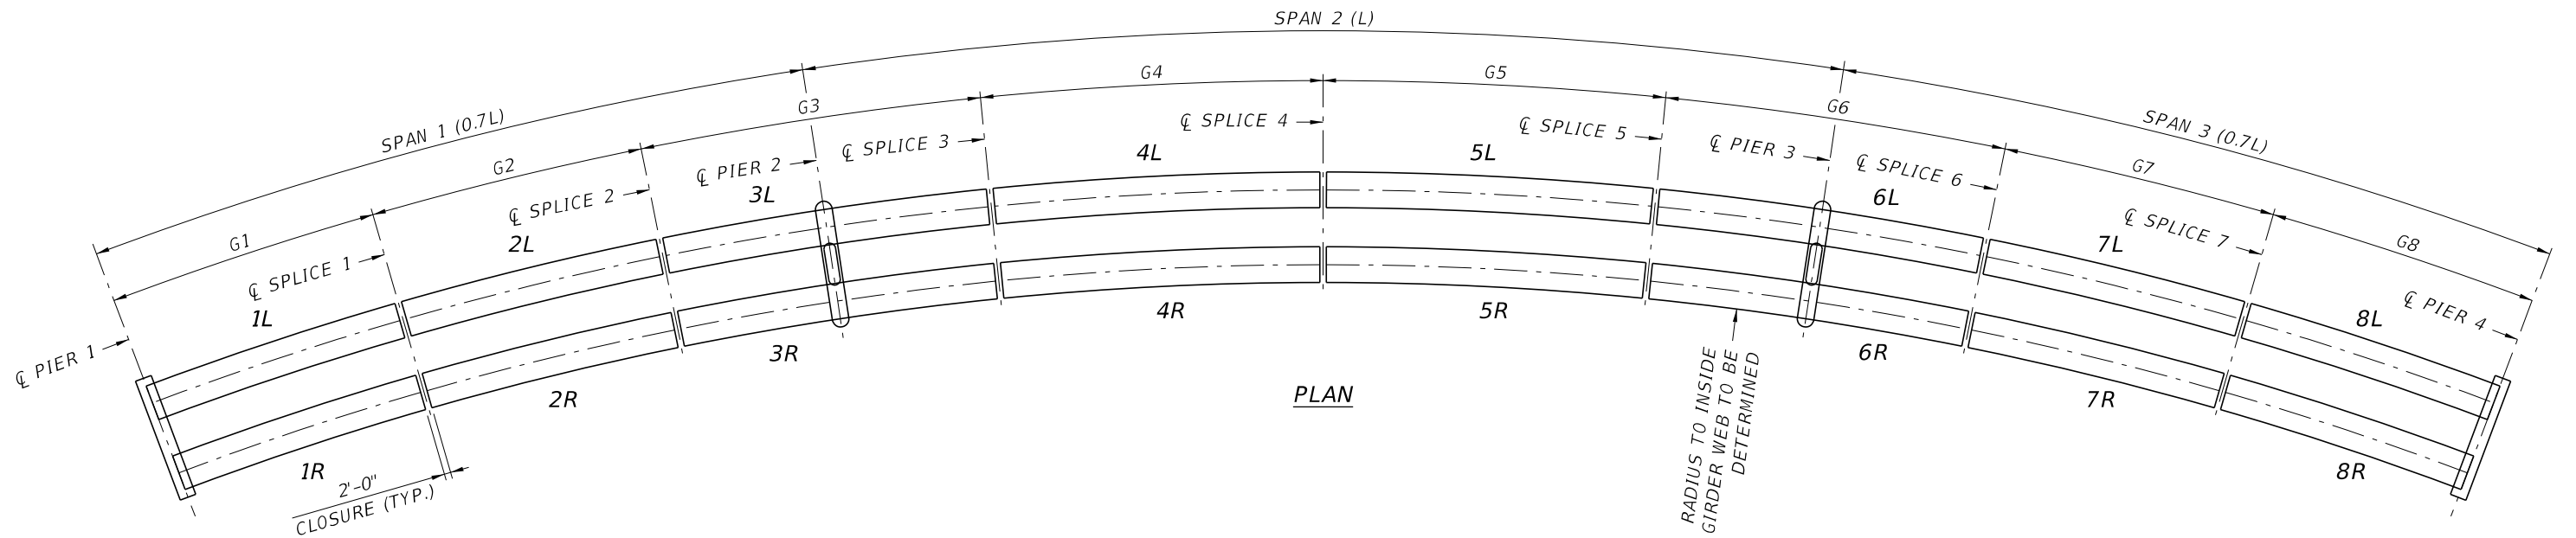 SPAN 2 (L)
SPAN 1 (0.7L)
SPAN 3 (0.7L)
G1
G2
G3
G4
G5
G6
G7
G8
℄ PIER 1
℄ SPLICE 1
℄ SPLICE 2
℄ PIER 2
℄ SPLICE 3
℄ SPLICE 4
℄ SPLICE 5
℄ PIER 3
℄ SPLICE 6
℄ SPLICE 7
℄ PIER 4
1L
2L
3L
4L
5L
6L
7L
8L
1R
2R
3R
4R
5R
6R
7R
8R
2'-0"
CLOSURE (TYP.)
RADIUS TO INSIDE
GIRDER WEB TO BE
DETERMINED
PLAN